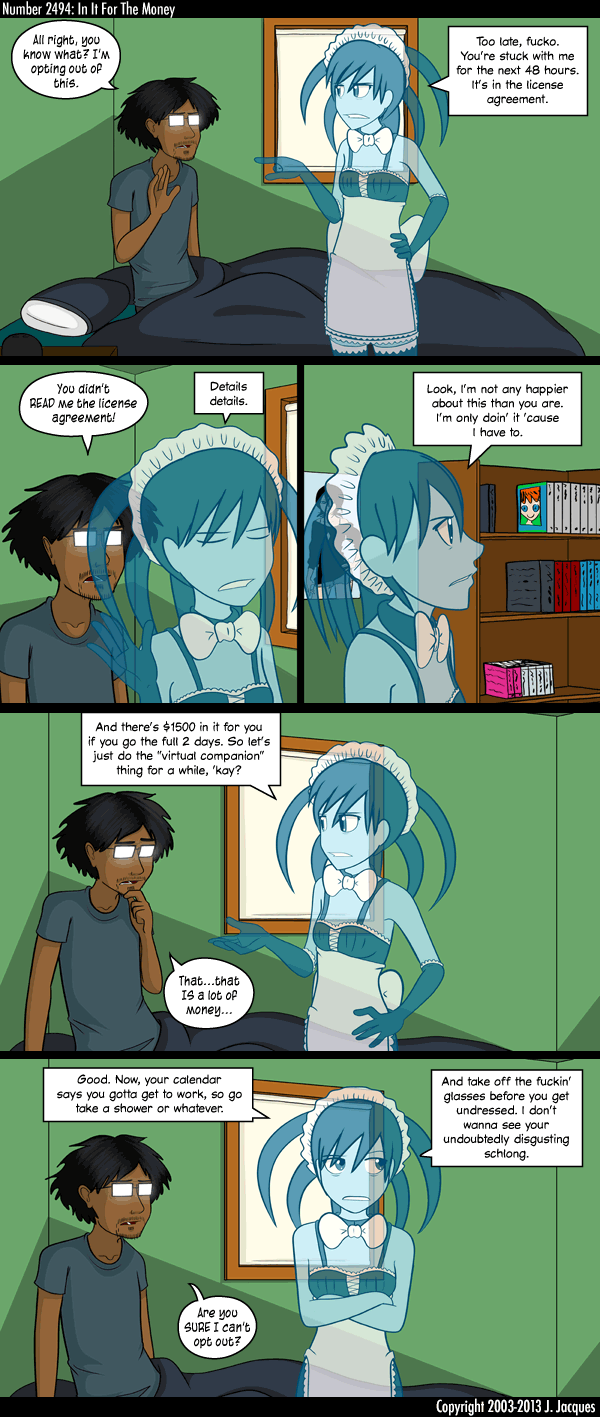 Number 2494: In It For The Money
All right, you
know what? I'm
opting out of
this.
Too late, fucko.
You're stuck with me
for the next 48 hours.
It's in the license
agreement.
You didn't
READ me the license
agreement!
Details
details.
Look, I'm not any happier
about this than you are.
I'm only doin' it 'cause
I have to.
And there's $1500 in it for you
if you go the full 2 days. So let's
just do the "virtual companion"
thing for a while, 'kay?
That...that
IS a lot of
money...
Good. Now, your calendar
says you gotta get to work, so go
take a shower or whatever.
And take off the fuckin'
glasses before you get
undressed. I don't
wanna see your
undoubtedly disgusting
schlong.
Are you
SURE I can't
opt out?
Copyright 2003-2013 J. Jacques